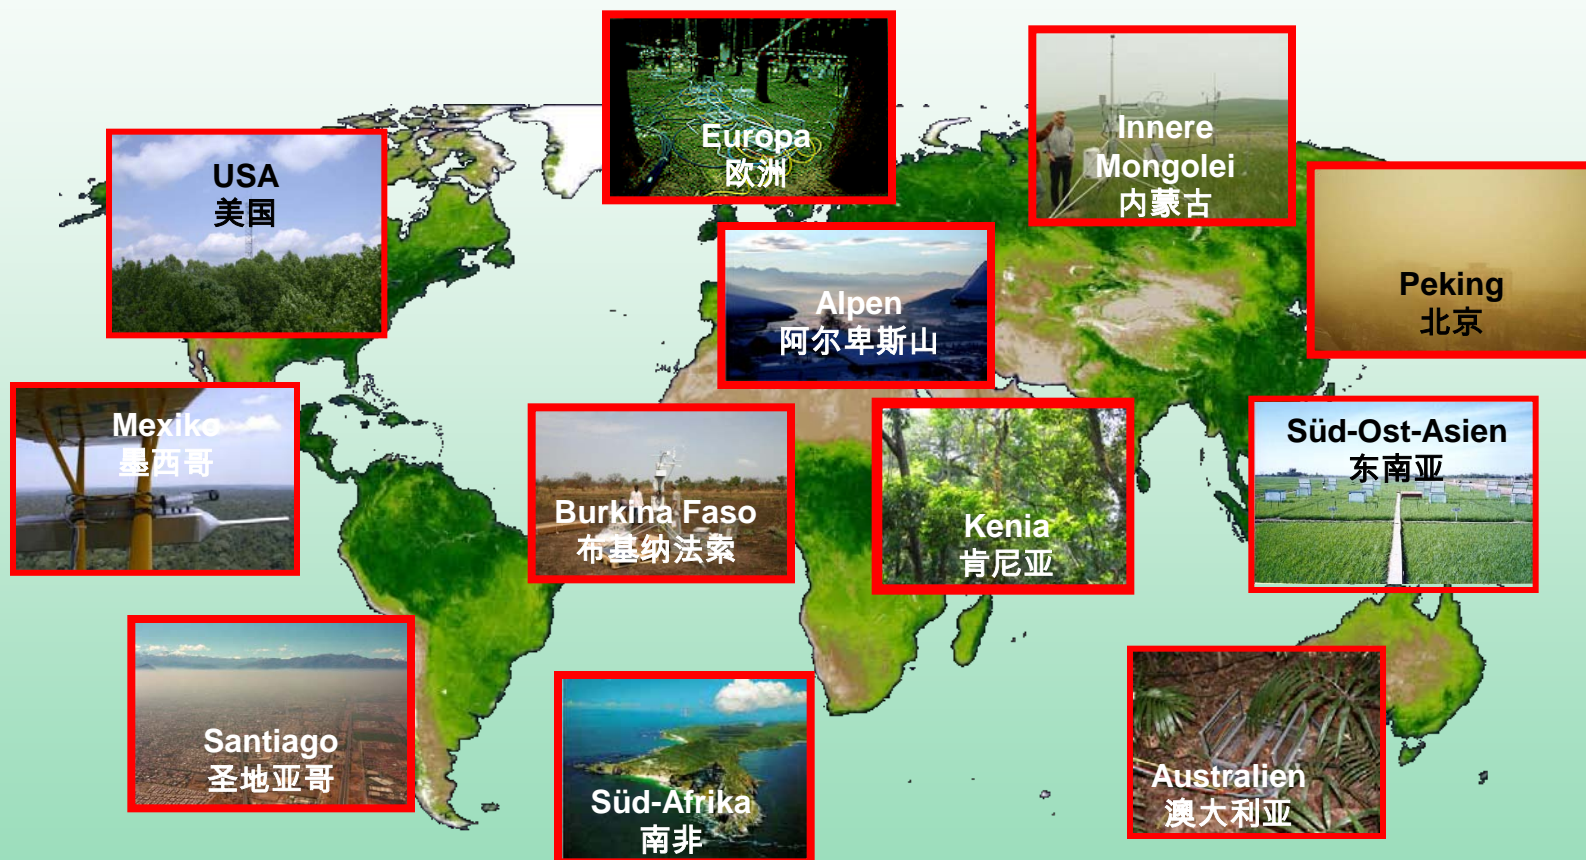 Europa
欧洲
Innere
Mongolei
内蒙古
USA
美国
Peking
北京
Alpen
阿尔卑斯山
Mexiko
墨西哥
Burkina Faso
布基纳法索
Kenia
肯尼亚
Süd-Ost-Asien
东南亚
Santiago
圣地亚哥
Süd-Afrika
南非
Australien
澳大利亚